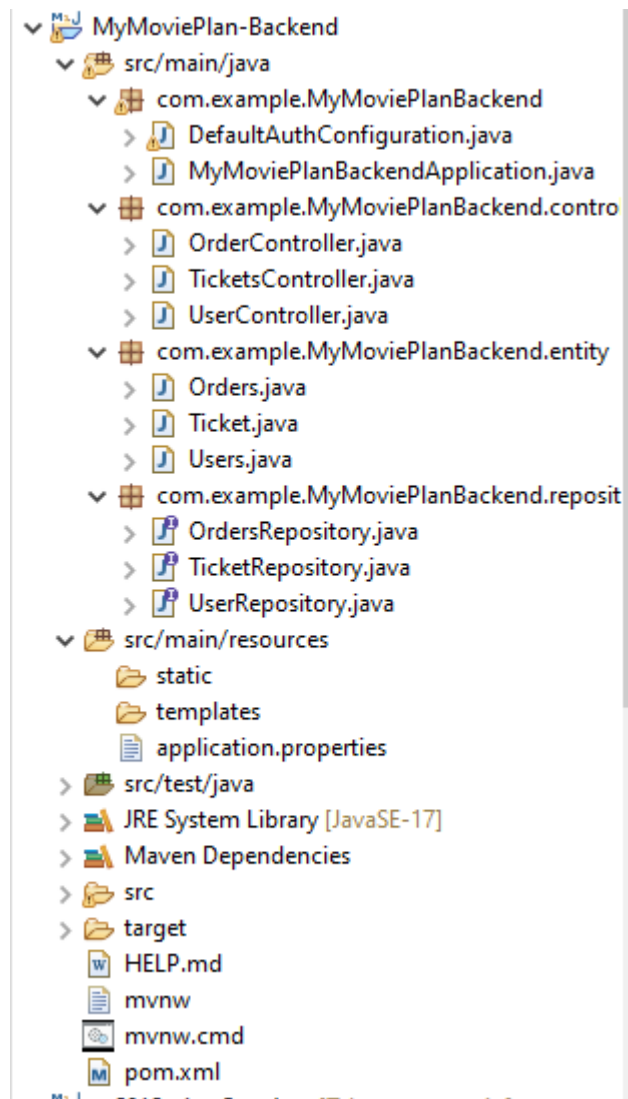 MyMoviePlan-Backend
src/main/java
com.example.MyMoviePlanBackend
DefaultAuthConfiguration.java
MyMoviePlanBackendApplication.java
com.example.MyMoviePlanBackend.contro
OrderController.java
TicketsController.java
UserController.java
com.example.MyMoviePlanBackend.entity
Orders.java
Ticket.java
Users.java
com.example.MyMoviePlanBackend.reposit
OrdersRepository.java
TicketRepository.java
UserRepository.java
src/main/resources
static
templates
application.properties
src/test/java
JRE System Library [JavaSE-17]
Maven Dependencies
src
target
HELP.md
mvnw
mvnw.cmd
pom.xml